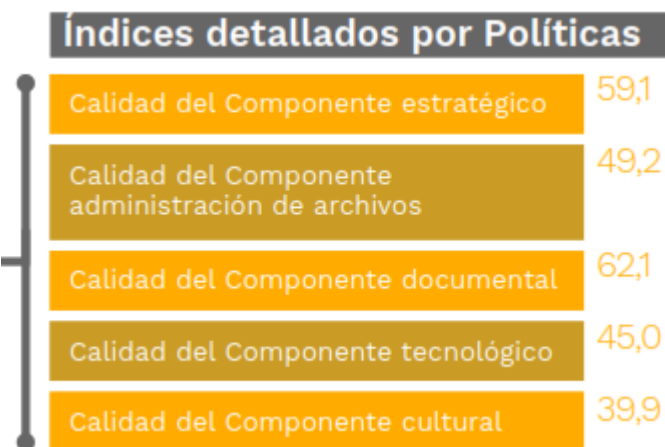 Índices detallados por Políticas
Calidad del Componente estratégico 59,1
Calidad del Componente
administración de archivos 49,2
Calidad del Componente documental 62,1
Calidad del Componente tecnológico 45,0
Calidad del Componente cultural 39,9